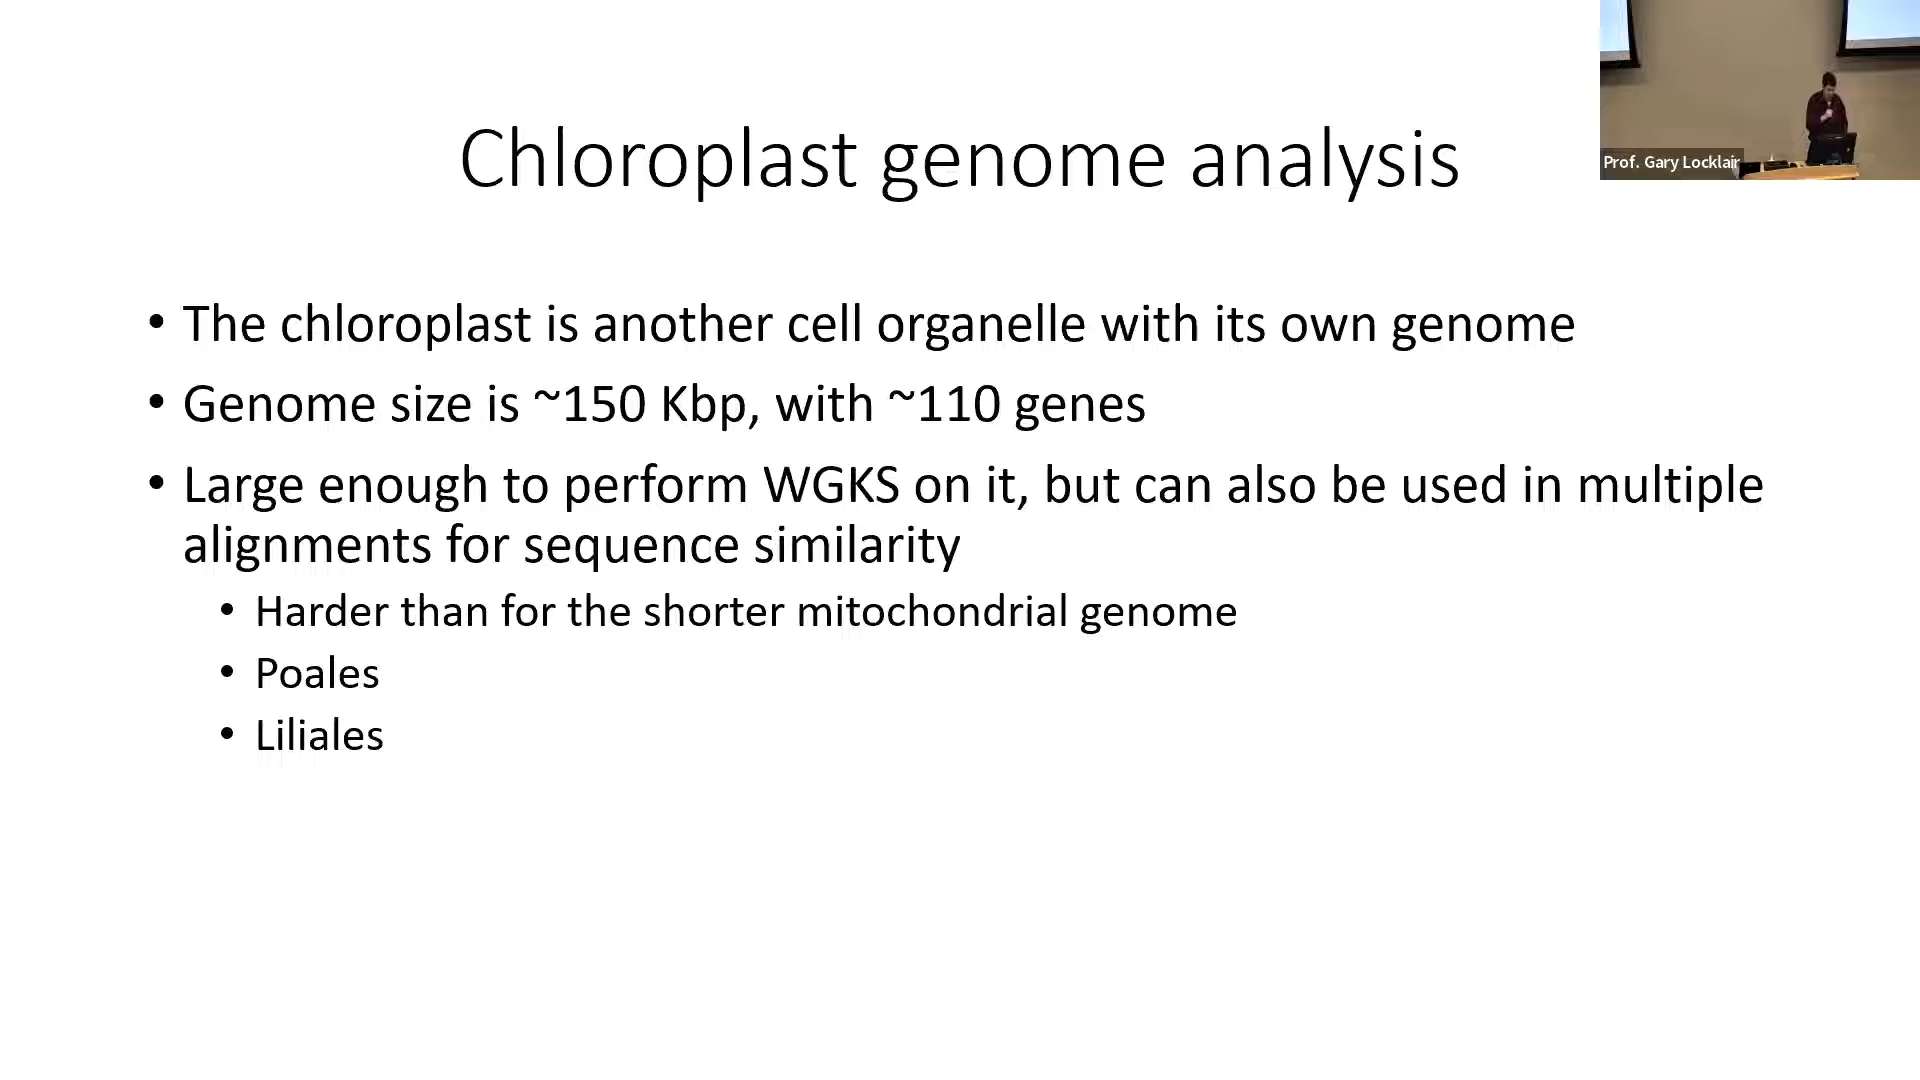 Prof. Gary Locklair
Chloroplast genome analysis
• The chloroplast is another cell organelle with its own genome
• Genome size is ~150 Kbp, with ~110 genes
• Large enough to perform WGKS on it, but can also be used in multiple
alignments for sequence similarity
• Harder than for the shorter mitochondrial genome
• Poales
• Liliales